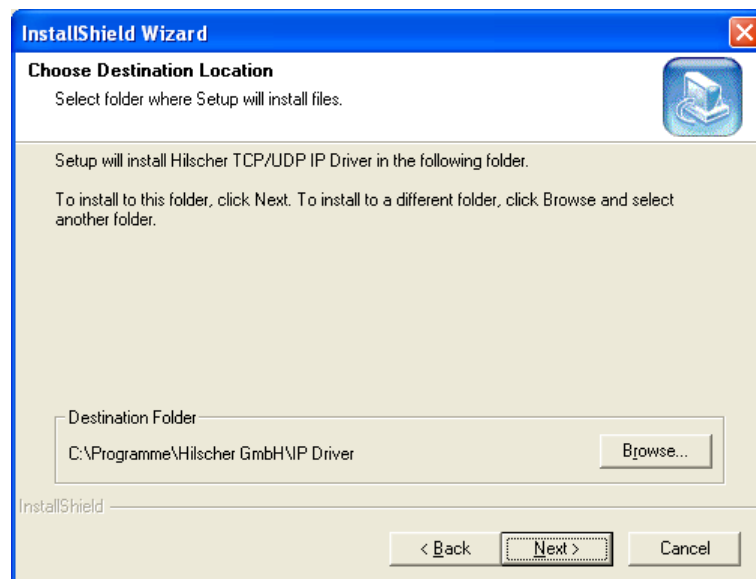 InstallShield Wizard
Choose Destination Location
Select folder where Setup will install files.
Setup will install Hilscher TCP/UDP IP Driver in the following folder.
To install to this folder, click Next. To install to a different folder, click Browse and select
another folder.
Destination Folder
C:\Programme\Hilscher GmbH\IP Driver
Browse...
InstallShield
< Back
Next >
Cancel